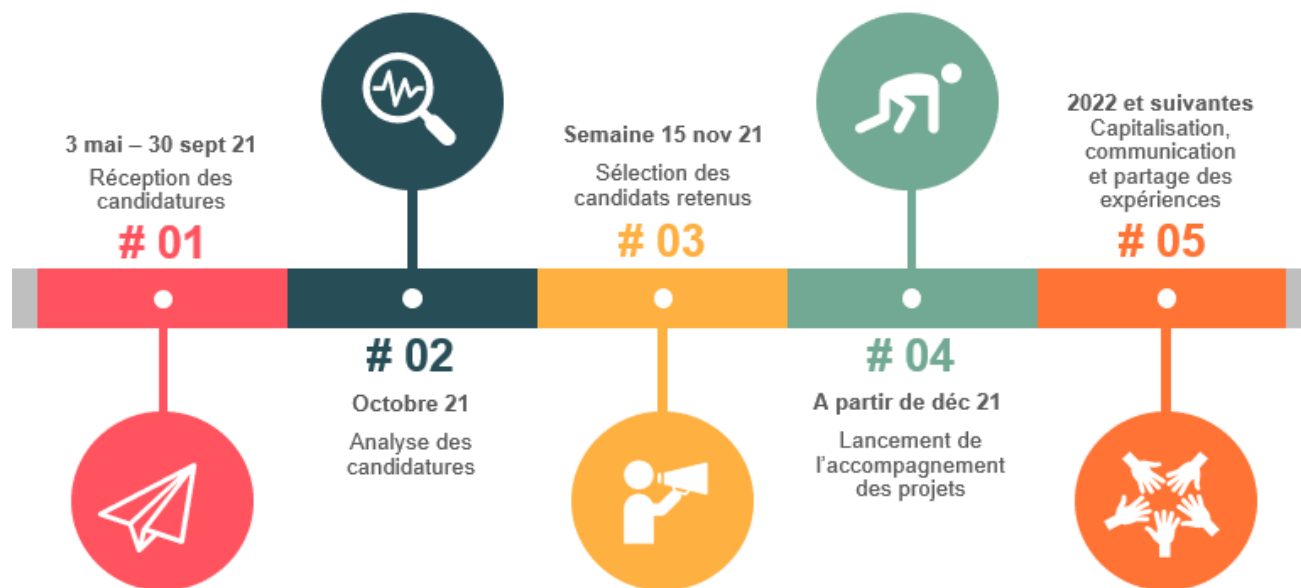 3 mai – 30 sept 21
Réception des
candidatures
# 01
# 02
Octobre 21
Analyse des
candidatures
Semaine 15 nov 21
Sélection des
candidats retenus
# 03
# 04
A partir de déc 21
Lancement de
l’accompagnement
des projets
2022 et suivantes
Capitalisation,
communication
et partage des
expériences
# 05